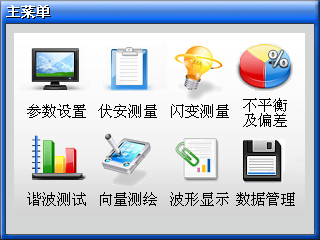 主菜单
参数设置 伏安测量 闪变测量 不平衡
及偏差
%
谐波测试 向量测绘 波形显示 数据管理